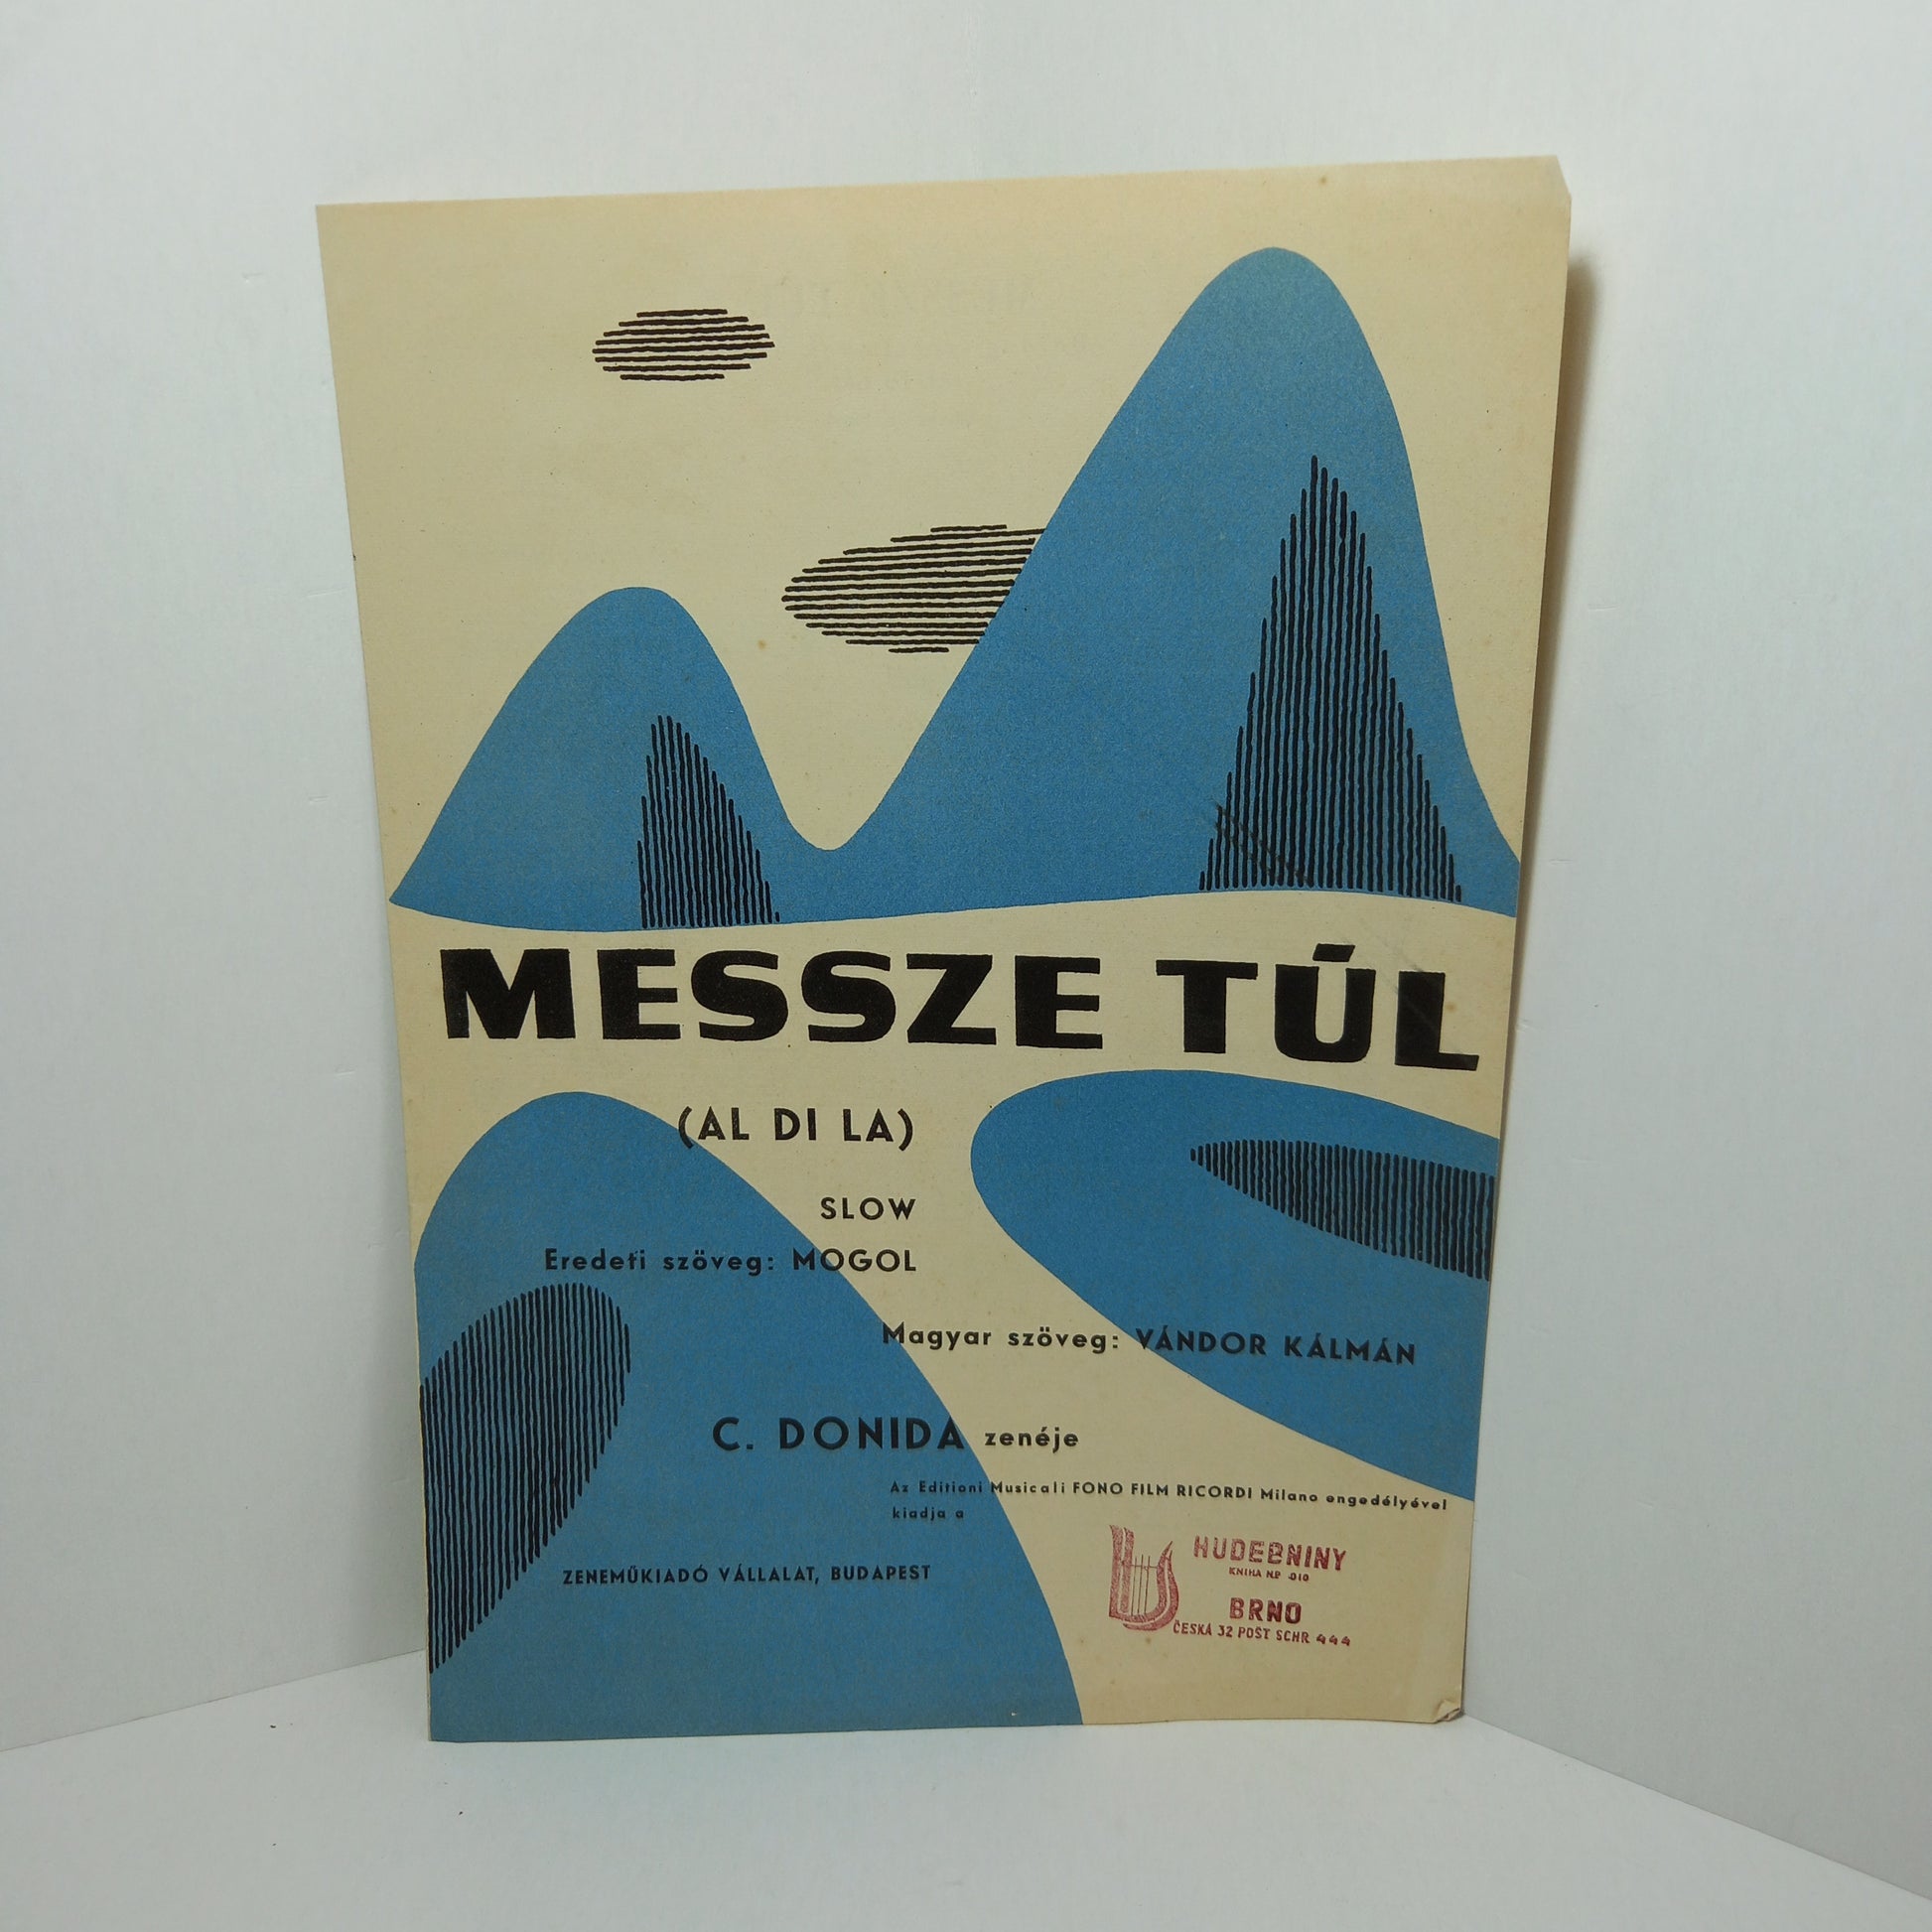 MESSZE TÚL
(AL DI LA)
SLOW
Eredeti szöveg: MOGOL
Magyar szöveg: VÁNDOR KÁLMÁN
C. DONIDA zenéje
Az Editioni Musicali FONO FILM RICORDI Milano engedélyével
kiadja a
ZENEMŰKIADÓ VÁLLALAT, BUDAPEST
HUDEBNINY
KNIHA N.P.
BRNO
ČESKÁ 32 POŠT SCHR 444